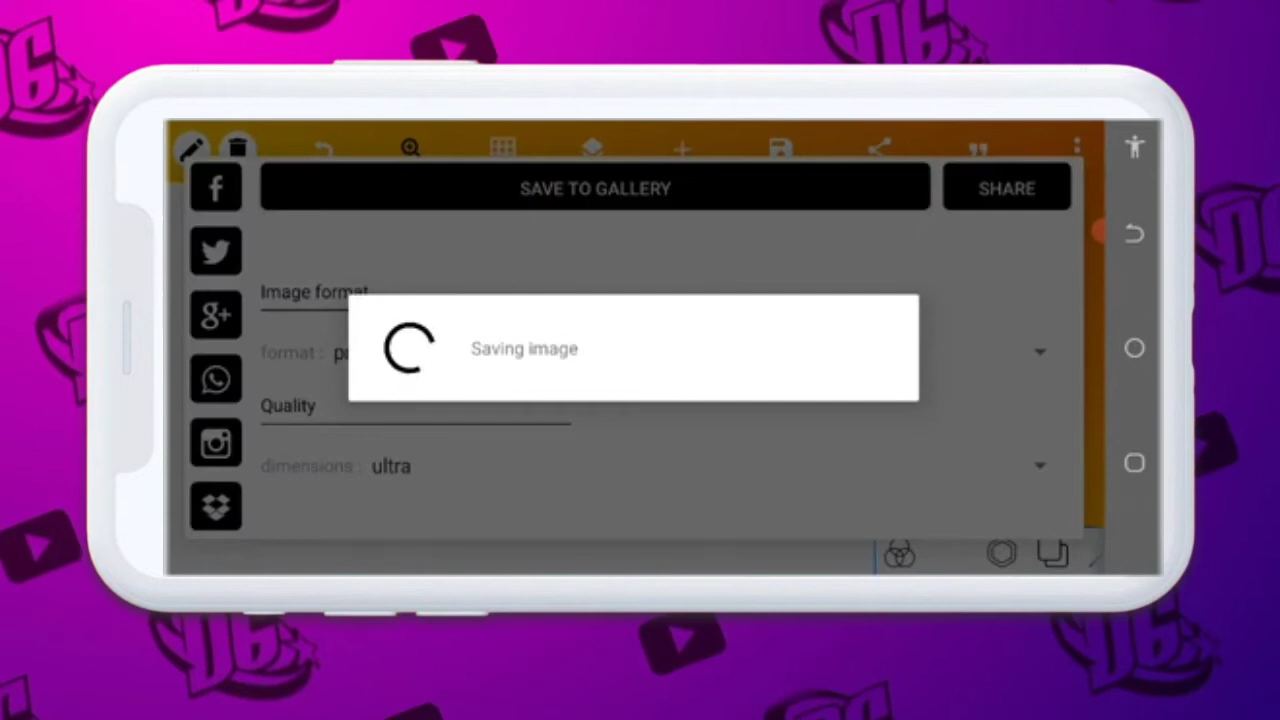 SAVE TO GALLERY
SHARE
Image format
format :
Saving image
Quality
dimensions : ultra